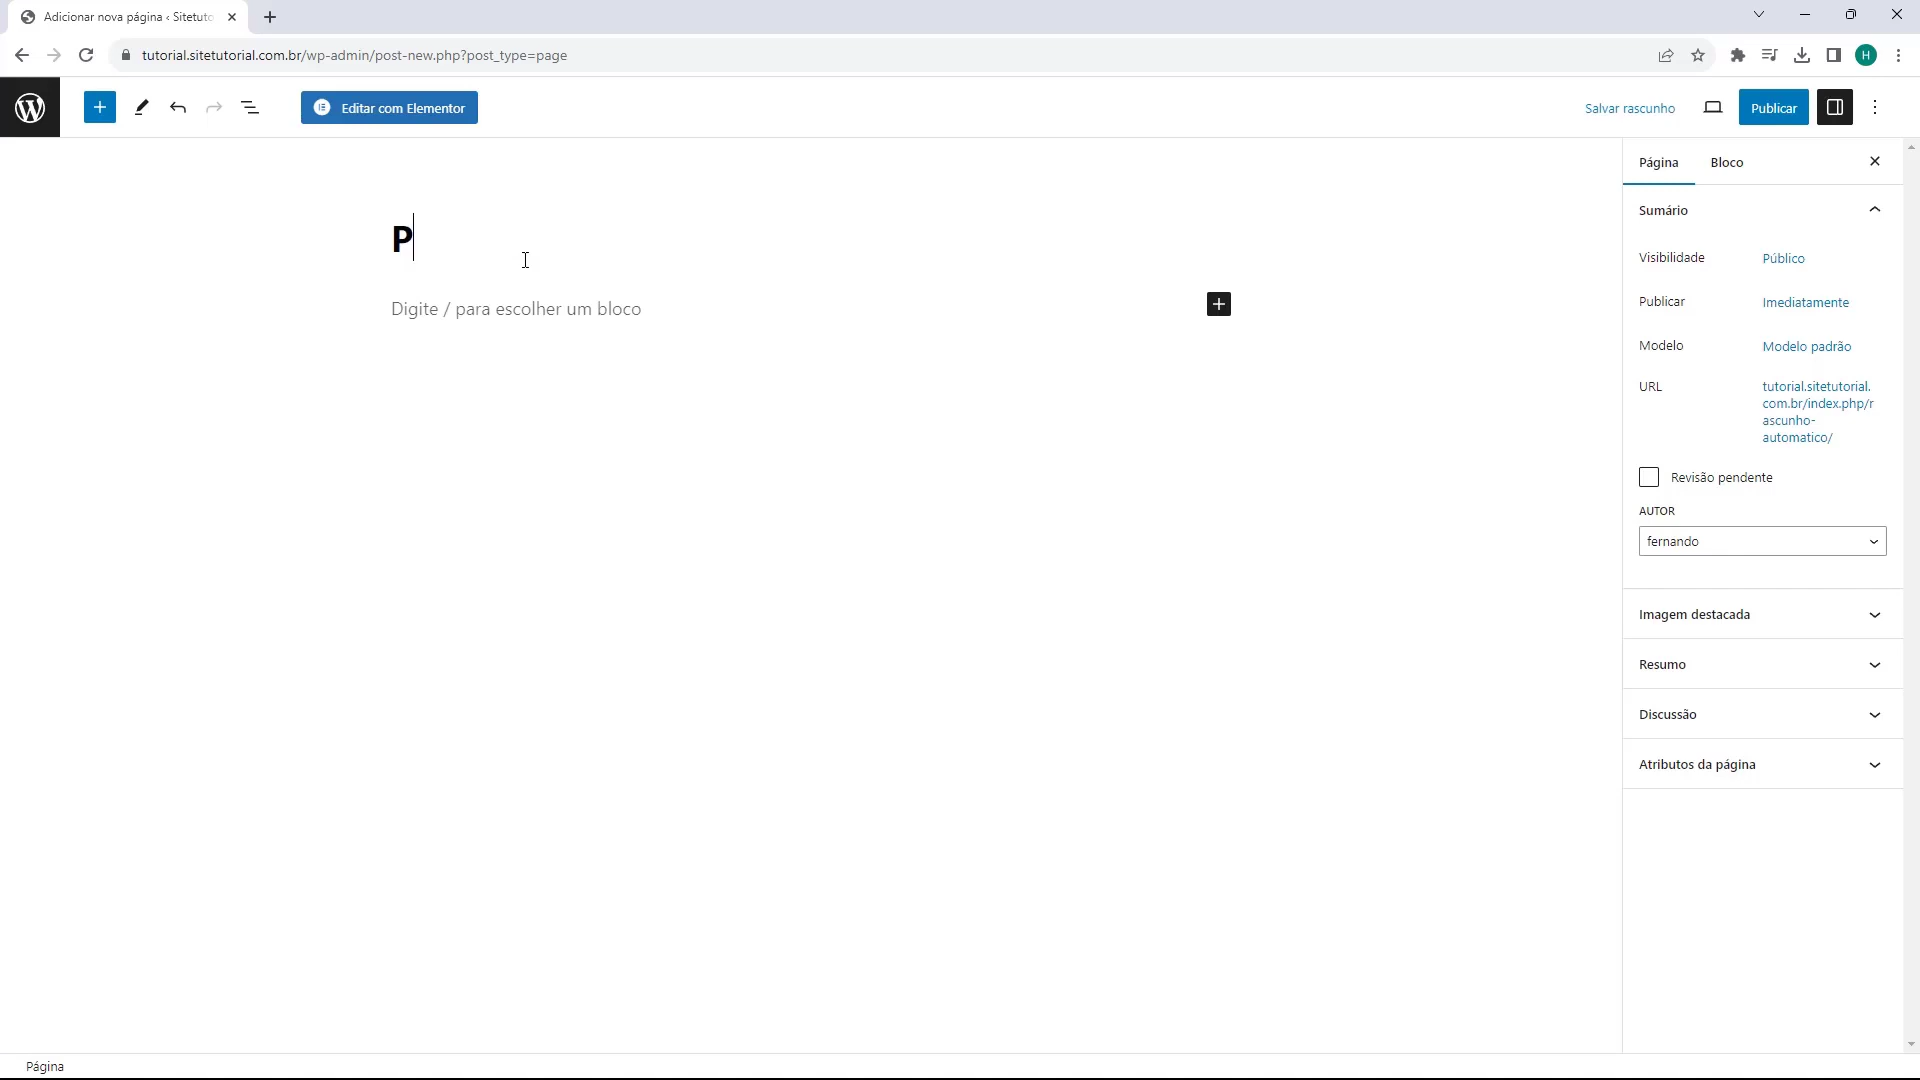 Adicionar nova página ‹ Sitetuto
tutorial.sitetutorial.com.br/wp-admin/post-new.php?post_type=page
H
Editar com Elementor
Salvar rascunho
Publicar
Página
Bloco
Sumário
P
Visibilidade
Público
Digite / para escolher um bloco
Publicar
Imediatamente
Modelo
Modelo padrão
URL
tutorial.sitetutorial.
com.br/index.php/r
ascunho-
automatico/
Revisão pendente
AUTOR
fernando
Imagem destacada
Resumo
Discussão
Atributos da página
Página